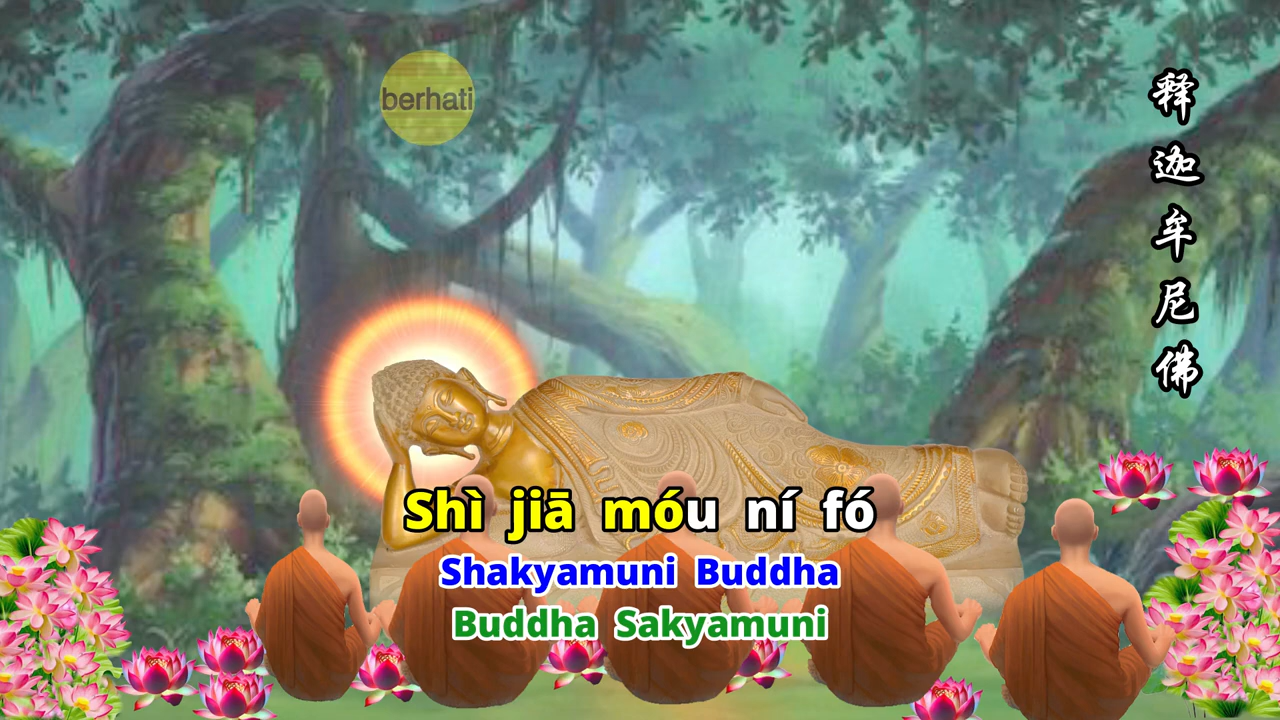 berhati
释迦牟尼佛
Shì jiā móu ní fó
Shakyamuni Buddha
Buddha Sakyamuni